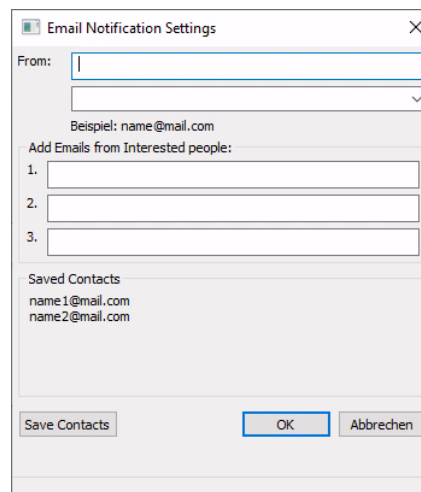 Email Notification Settings
From:
Beispiel: name@mail.com
Add Emails from Interested people:
1.
2.
3.
Saved Contacts
name1@mail.com
name2@mail.com
Save Contacts OK Abbrechen